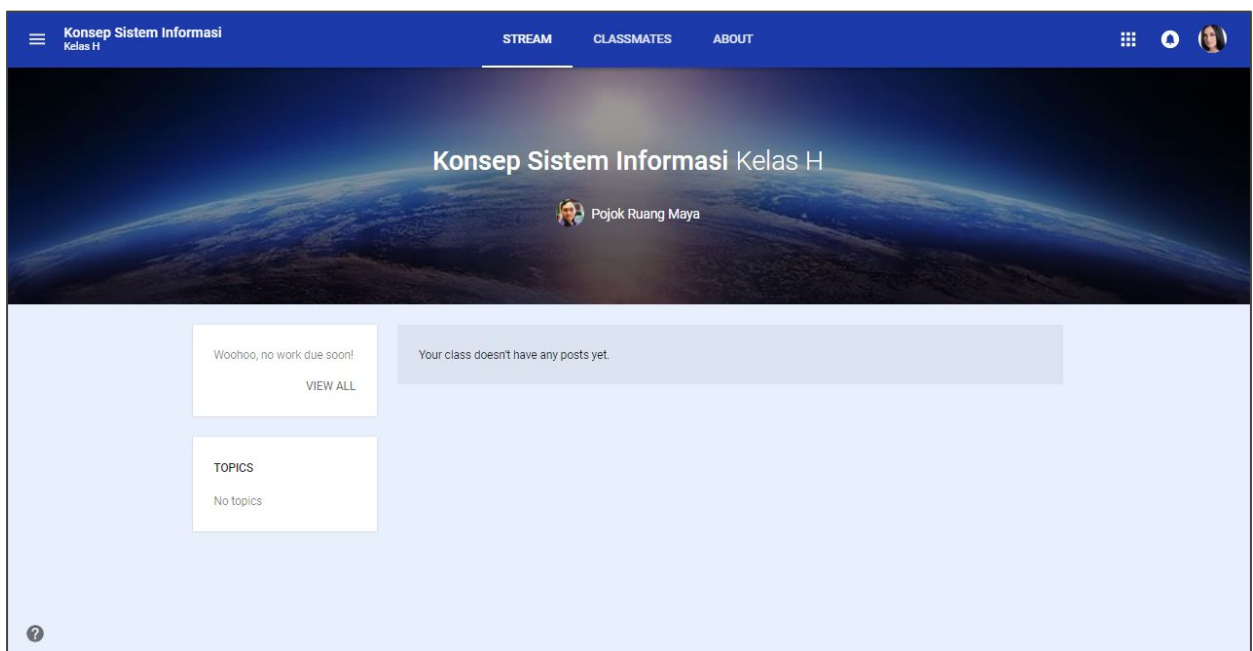 Konsep Sistem Informasi
Kelas H
STREAM CLASSMATES ABOUT
Konsep Sistem Informasi Kelas H
Pojok Ruang Maya
Woohoo, no work due soon!
VIEW ALL
Your class doesn't have any posts yet.
TOPICS
No topics
?